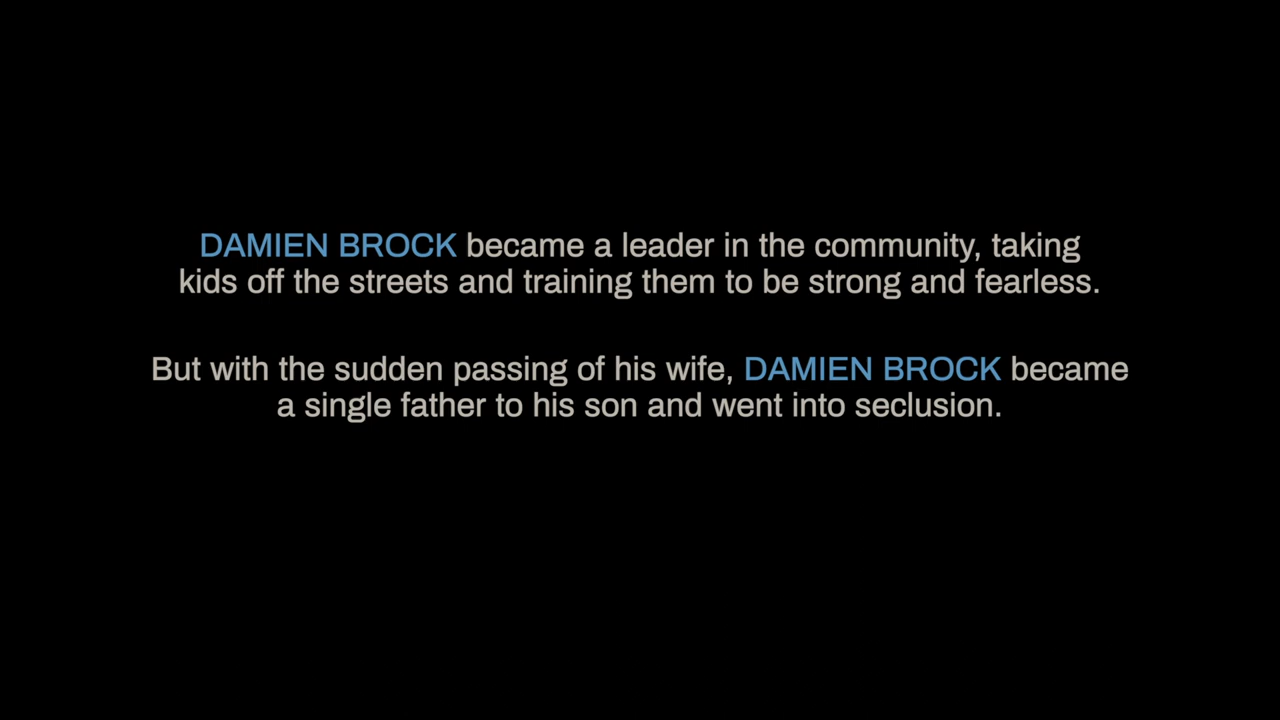 DAMIEN BROCK became a leader in the community, taking
kids off the streets and training them to be strong and fearless.
But with the sudden passing of his wife, DAMIEN BROCK became
a single father to his son and went into seclusion.